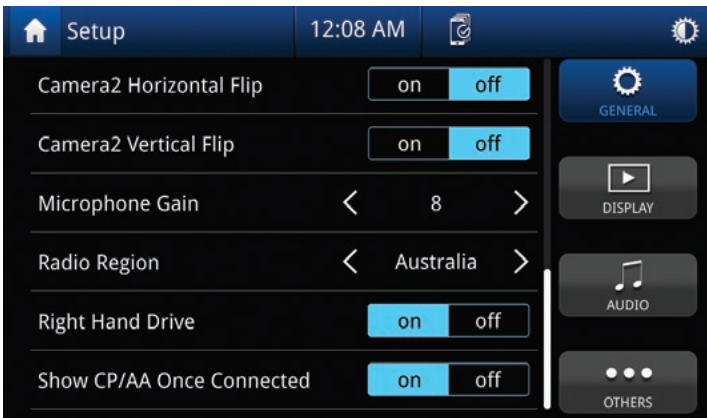 Setup 12:08 AM
Camera2 Horizontal Flip on off
Camera2 Vertical Flip on off
Microphone Gain 8
Radio Region Australia
Right Hand Drive on off
Show CP/AA Once Connected on off
GENERAL
DISPLAY
AUDIO
OTHERS